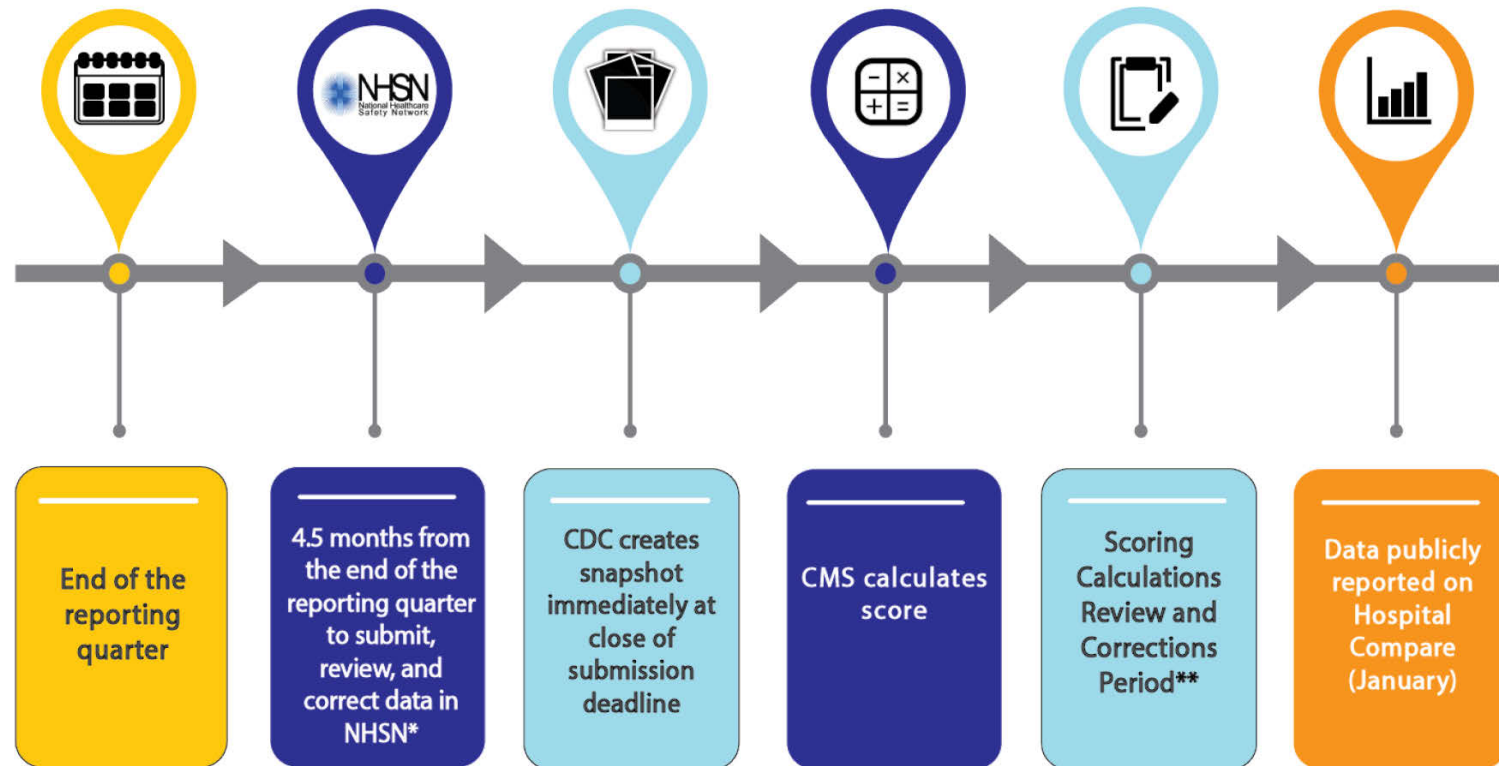 NHSN
National Healthcare
Safety Network
End of the
reporting
quarter
4.5 months from
the end of the
reporting quarter
to submit,
review, and
correct data in
NHSN*
CDC creates
snapshot
immediately at
close of
submission
deadline
CMS calculates
score
Scoring
Calculations
Review and
Corrections
Period**
Data publicly
reported on
Hospital
Compare
(January)